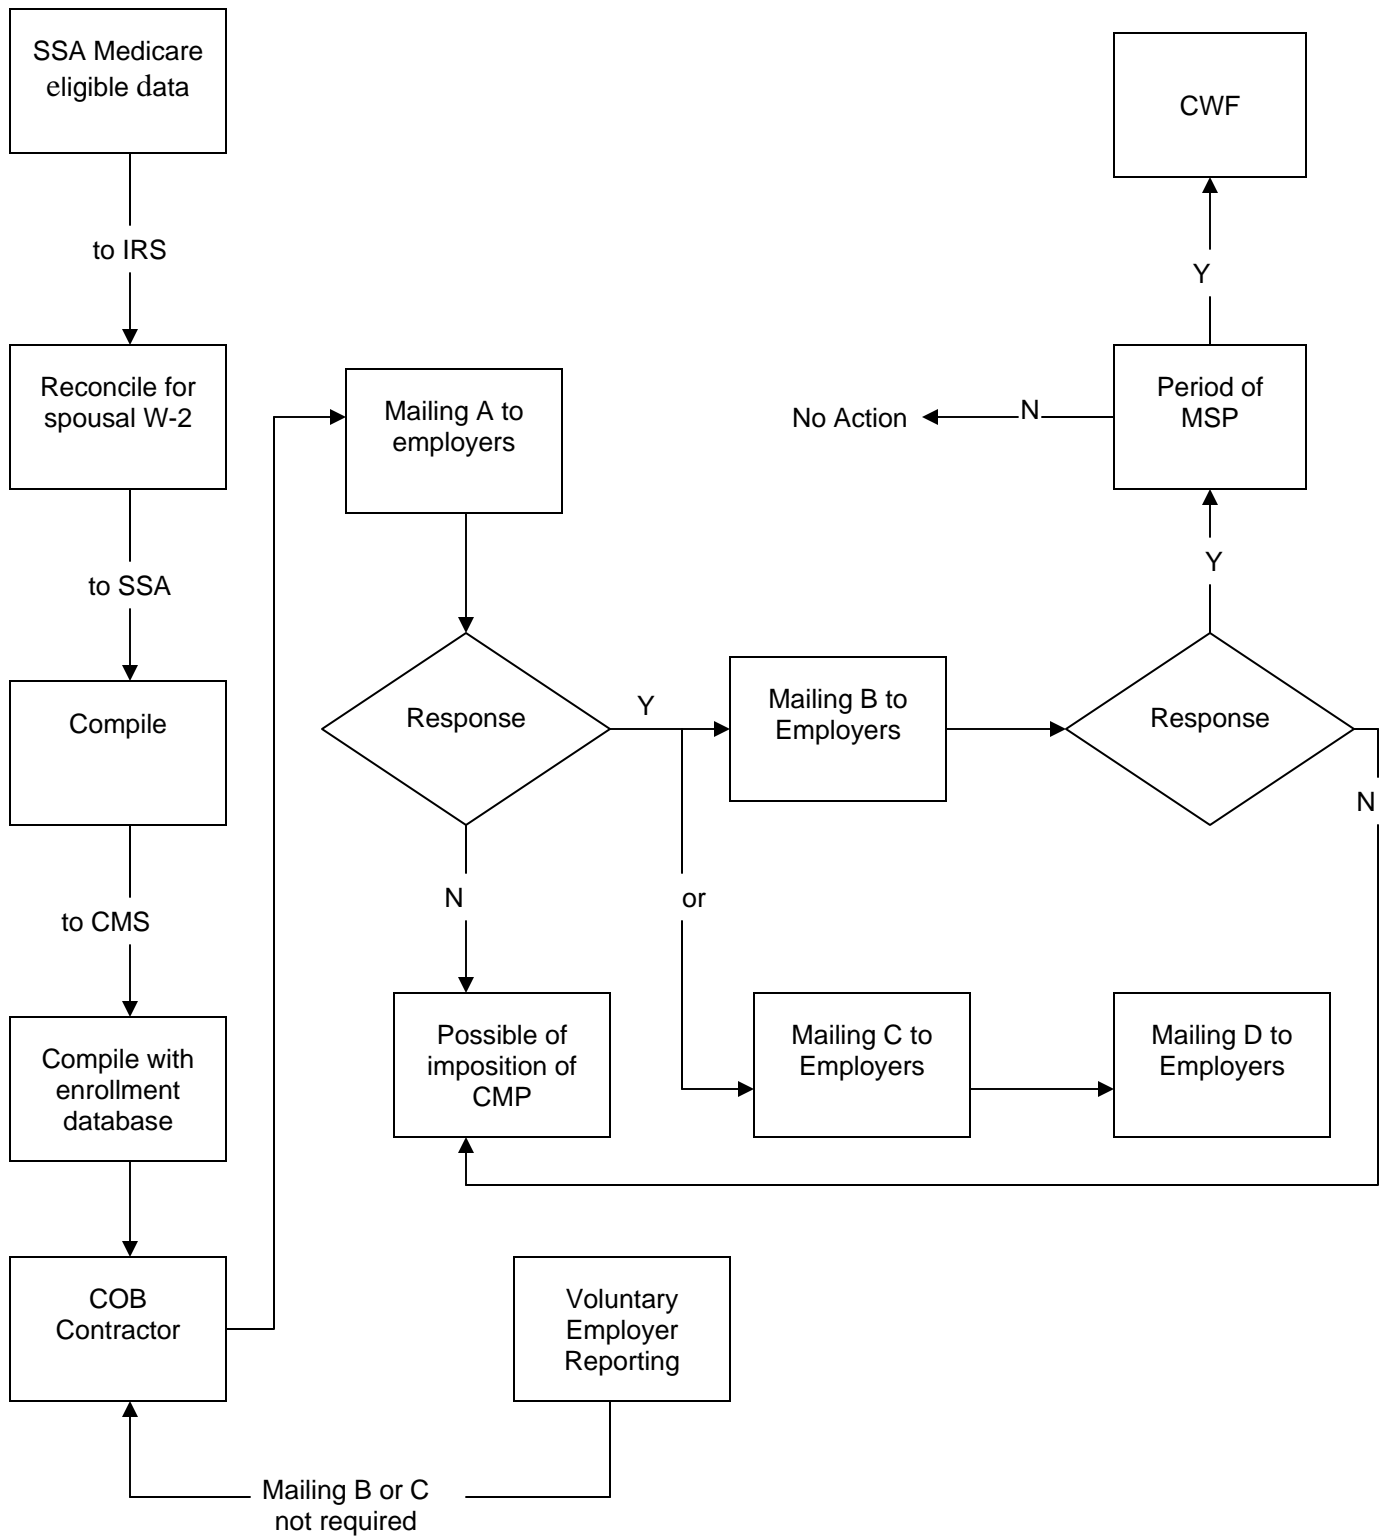 SSA Medicare
eligible data
CWF
to IRS
Y
Reconcile for
spousal W-2
Mailing A to
employers
Period of
MSP
No Action
N
to SSA
Y
Compile
Response
Y
Mailing B to
Employers
Response
N
N
or
to CMS
Compile with
enrollment
database
Possible of
imposition of
CMP
Mailing C to
Employers
Mailing D to
Employers
COB
Contractor
Voluntary
Employer
Reporting
Mailing B or C
not required